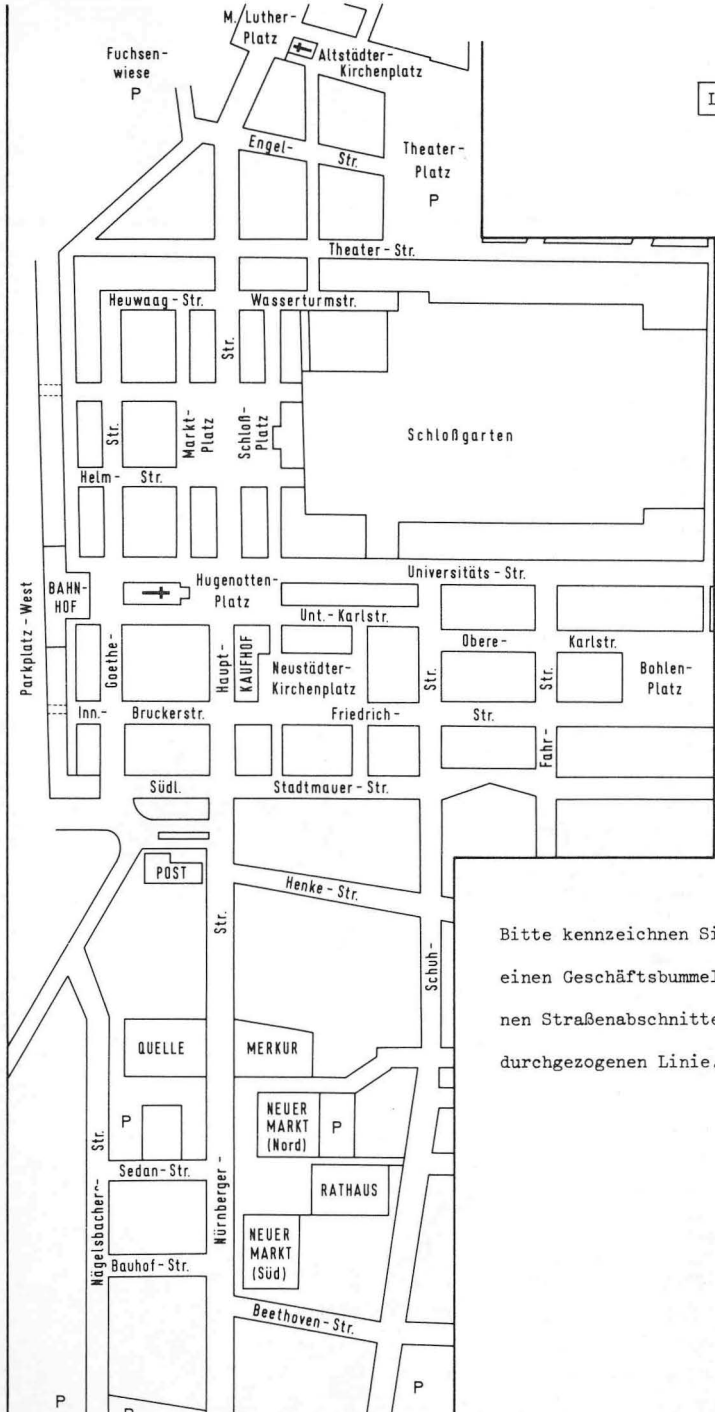 M. Luther-
Platz
Fuchsen-
wiese
P
Altstädter-
Kirchenplatz
Engel-
Str.
Theater-
Platz
P
Theater-Str.
Heuwaag-Str.
Wasserturmstr.
Str.
Str.
Markt-
Platz
Schloß-
Platz
Schloßgarten
Helm-
Str.
Universitäts-Str.
Parkplatz-West
BAHN-
HOF
Hugenotten-
Platz
Unt.-Karlstr.
Obere-
Karlstr.
Goethe-
Haupt-
KAUFHOF
Neustädter-
Kirchenplatz
Str.
Str.
Bohlen-
Platz
Inn.-
Bruckerstr.
Friedrich-
Str.
Fahr-
Südl.
Stadtmauer-Str.
POST
Str.
Henke-Str.
Schuh-
Bitte kennzeichnen Si
einen Geschäftsbummel
nen Straßenabschnitte
durchgezogenen Linie.
QUELLE
MERKUR
P
NEUER
MARKT
(Nord)
P
Str.
Sedan-Str.
RATHAUS
Nägelsbacher-
Nürnberger-
NEUER
MARKT
(Süd)
Bauhof-Str.
Beethoven-Str.
P
P